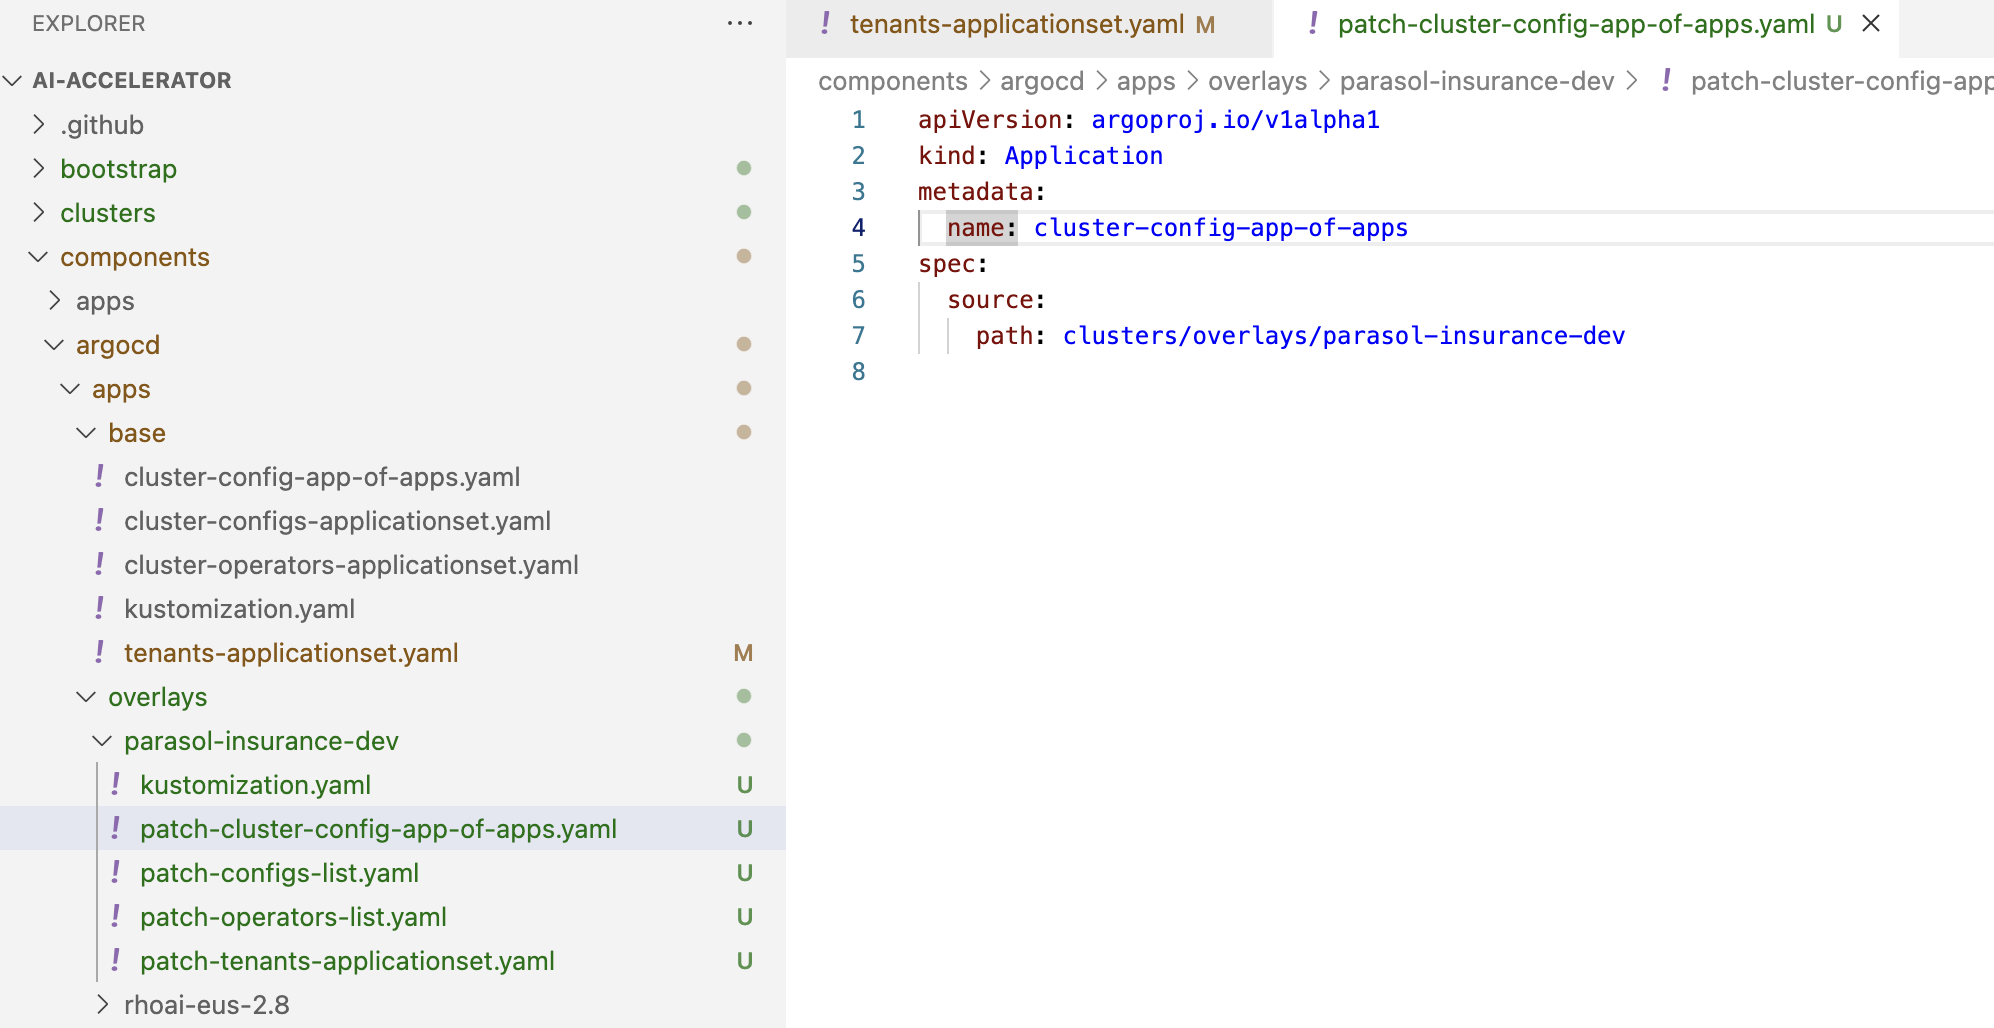 EXPLORER
AI-ACCELERATOR
.github
bootstrap
clusters
components
apps
argocd
apps
base
! cluster-config-app-of-apps.yaml
! cluster-configs-applicationset.yaml
! cluster-operators-applicationset.yaml
! kustomization.yaml
! tenants-applicationset.yaml M
overlays
parasol-insurance-dev
! kustomization.yaml U
! patch-cluster-config-app-of-apps.yaml U
! patch-configs-list.yaml U
! patch-operators-list.yaml U
! patch-tenants-applicationset.yaml U
rhoai-eus-2.8
! tenants-applicationset.yaml M
! patch-cluster-config-app-of-apps.yaml U
components > argocd > apps > overlays > parasol-insurance-dev > ! patch-cluster-config-app
1 apiVersion: argoproj.io/v1alpha1
2 kind: Application
3 metadata:
4   name: cluster-config-app-of-apps
5 spec:
6   source:
7     path: clusters/overlays/parasol-insurance-dev
8